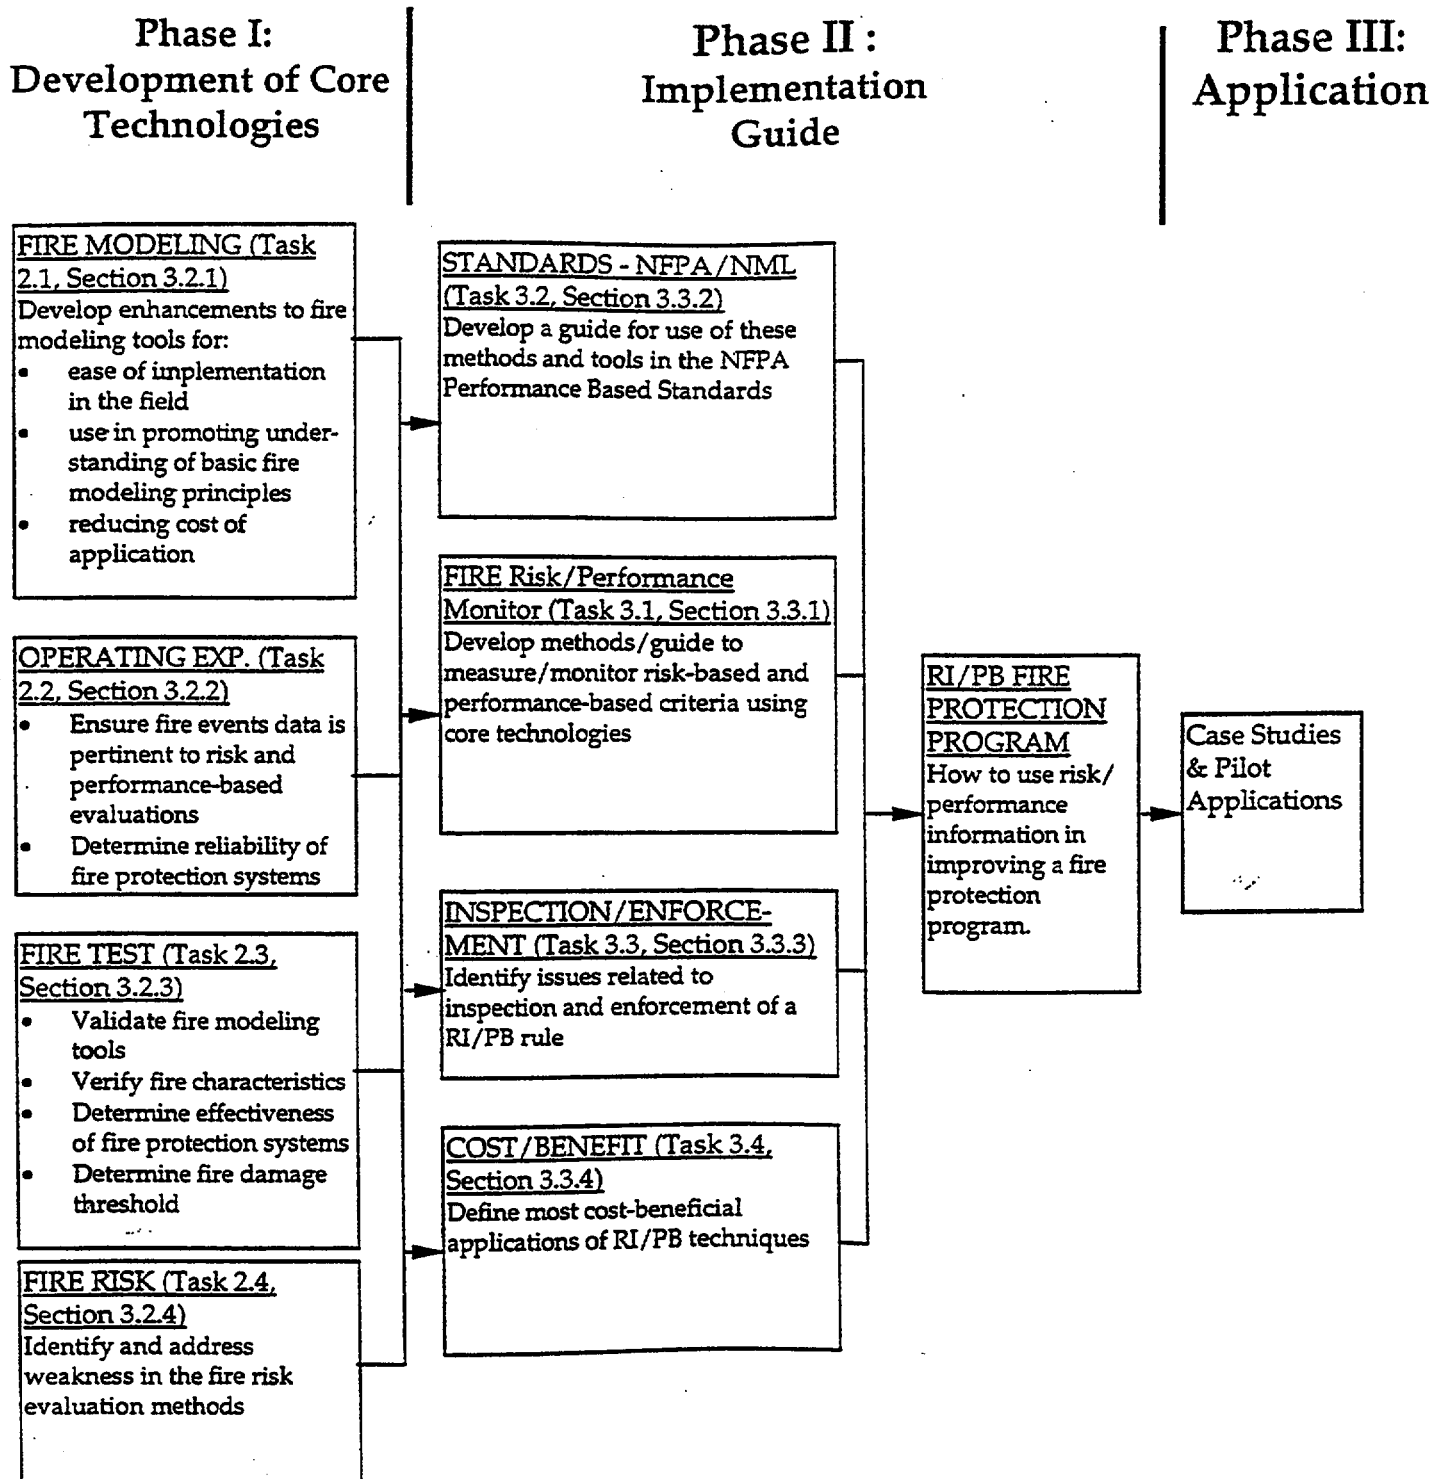 Phase I:
Development of Core
Technologies
Phase II :
Implementation
Guide
Phase III:
Application
FIRE MODELING (Task
2.1, Section 3.2.1)
Develop enhancements to fire
modeling tools for:
• ease of implementation
in the field
• use in promoting under-
standing of basic fire
modeling principles
• reducing cost of
application
OPERATING EXP. (Task
2.2, Section 3.2.2)
• Ensure fire events data is
pertinent to risk and
performance-based
evaluations
• Determine reliability of
fire protection systems
FIRE TEST (Task 2.3,
Section 3.2.3)
• Validate fire modeling
tools
• Verify fire characteristics
• Determine effectiveness
of fire protection systems
• Determine fire damage
threshold
FIRE RISK (Task 2.4,
Section 3.2.4)
Identify and address
weakness in the fire risk
evaluation methods
STANDARDS - NFPA/NML
(Task 3.2, Section 3.3.2)
Develop a guide for use of these
methods and tools in the NFPA
Performance Based Standards
FIRE Risk/Performance
Monitor (Task 3.1, Section 3.3.1)
Develop methods/guide to
measure/monitor risk-based and
performance-based criteria using
core technologies
INSPECTION/ENFORCE-
MENT (Task 3.3, Section 3.3.3)
Identify issues related to
inspection and enforcement of a
RI/PB rule
COST/BENEFIT (Task 3.4,
Section 3.3.4)
Define most cost-beneficial
applications of RI/PB techniques
RI/PB FIRE
PROTECTION
PROGRAM
How to use risk/
performance
information in
improving a fire
protection
program.
Case Studies
& Pilot
Applications